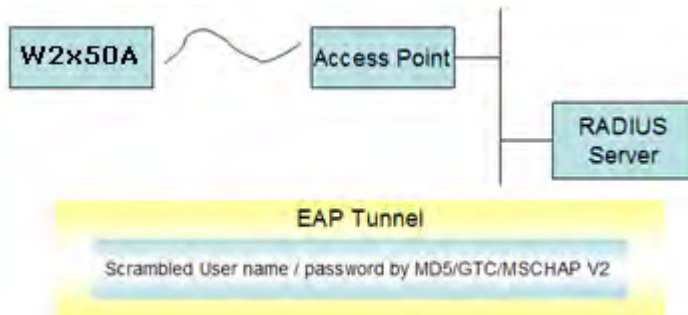 W2x50A
Access Point
RADIUS
Server
EAP Tunnel
Scrambled User name / password by MD5/GTC/MSCHAP V2